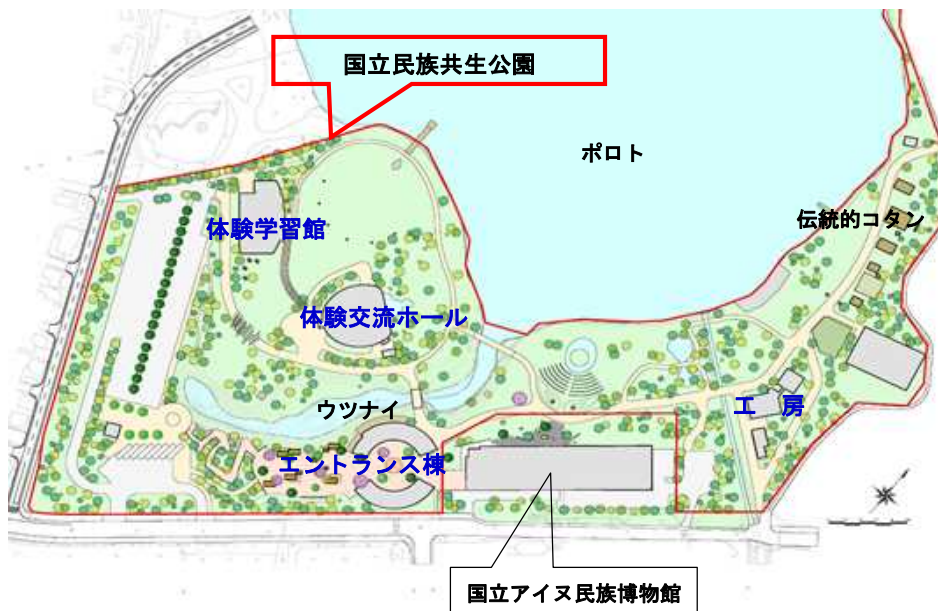 国立民族共生公園
ポロト
伝統的コタン
体験学習館
体験交流ホール
ウツナイ
工 房
エントランス棟
国立アイヌ民族博物館